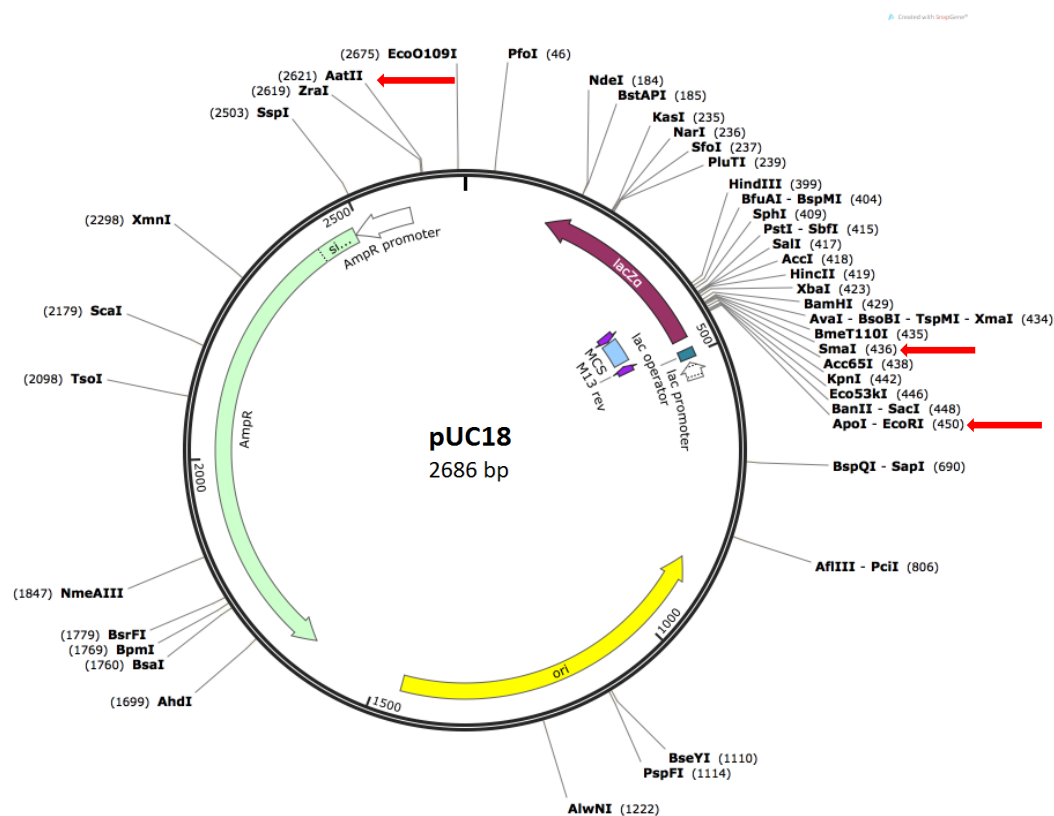 Created with SnapGene®
(2675) EcoO109I
(2621) AatII
(2619) ZraI
(2503) SspI
(2298) XmnI
(2179) ScaI
(2098) TsoI
(1847) NmeAIII
(1779) BsrFI
(1769) BpmI
(1760) BsaI
(1699) AhdI
PfoI (46)
NdeI (184)
BstAPI (185)
KasI (235)
NarI (236)
SfoI (237)
PluTI (239)
HindIII (399)
BfuAI - BspMI (404)
SphI (409)
PstI - SbfI (415)
SalI (417)
AccI (418)
HincII (419)
XbaI (423)
BamHI (429)
AvaI - BsoBI - TspMI - XmaI (434)
BmeT110I (435)
SmaI (436)
Acc65I (438)
KpnI (442)
Eco53kI (446)
BanII - SacI (448)
ApoI - EcoRI (450)
BspQI - SapI (690)
AflIII - PciI (806)
BseYI (1110)
PspFI (1114)
AlwNI (1222)
2500
si...
AmpR promoter
lacZα
500
MCS
M13 rev
lac operator
lac promoter
AmpR
2000
pUC18
2686 bp
1000
ori
1500